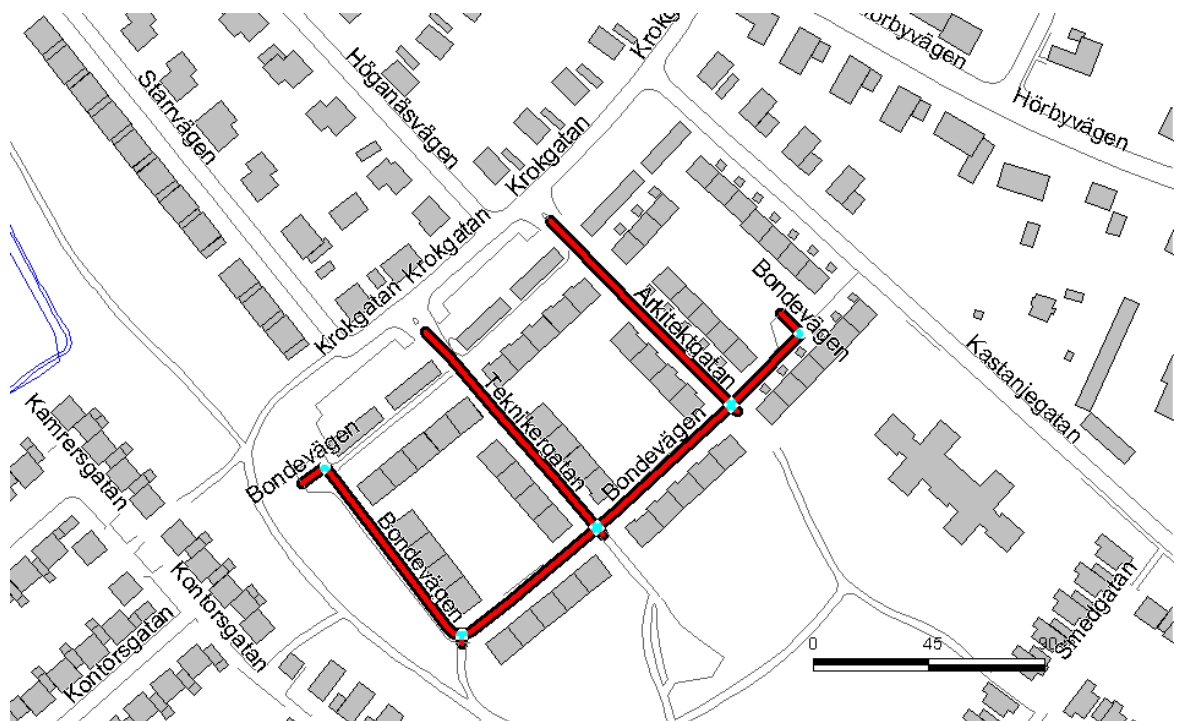 Hörbyvägen
Krokgatan
Höganäsvägen
Starrvägen
Hörbyvägen
Krokgatan
Krokgatan
Krokgatan
Bondevägen
Arkitektgatan
Kastanjegatan
Teknikergatan
Bondevägen
Kamrersgatan
Bondevägen
Bondevägen
Kontorsgatan
Kontorsgatan
Smedgatan
0 45 90